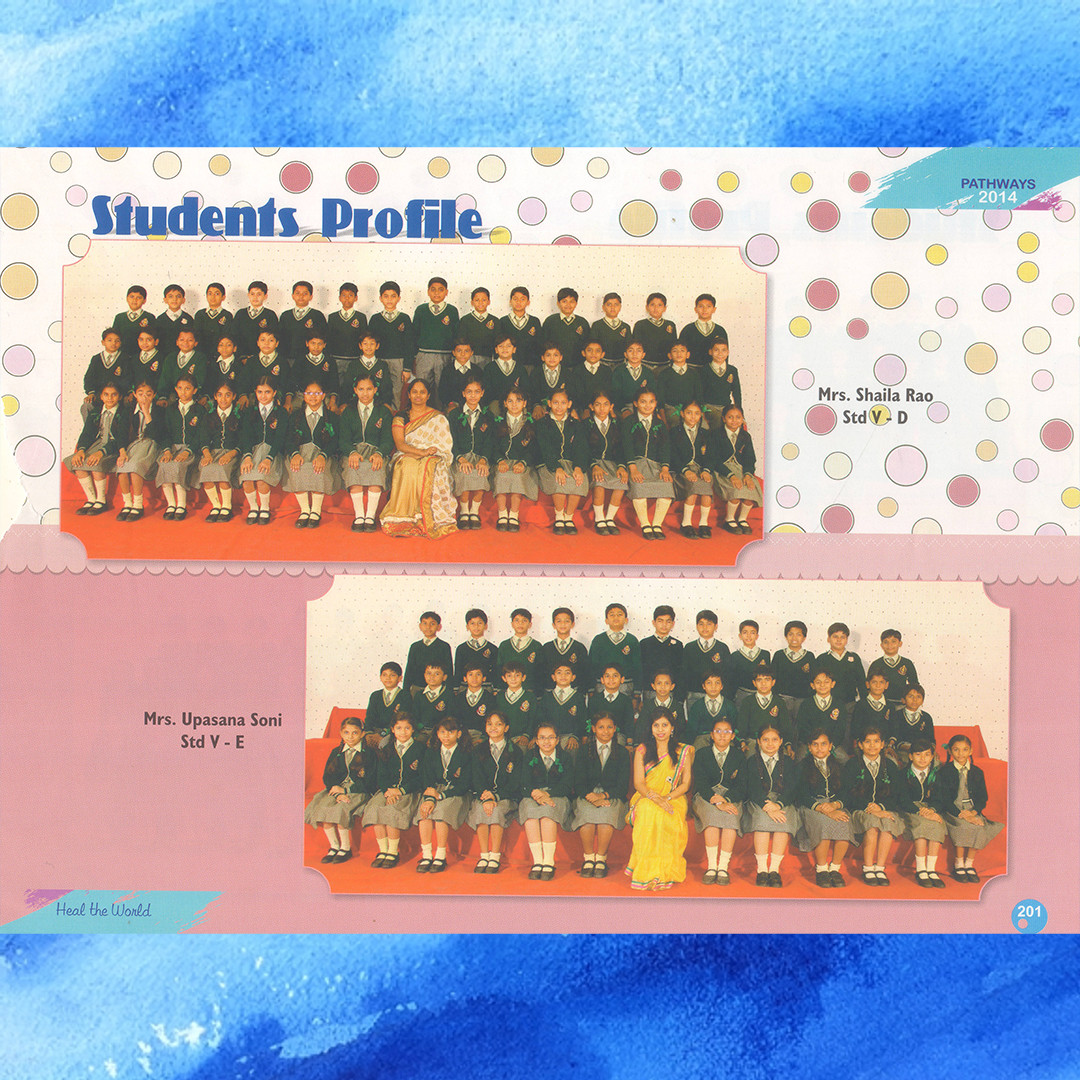 Students Profile
PATHWAYS
2014
Mrs. Shaila Rao
Std V - D
Mrs. Upasana Soni
Std V - E
Heal the World
201